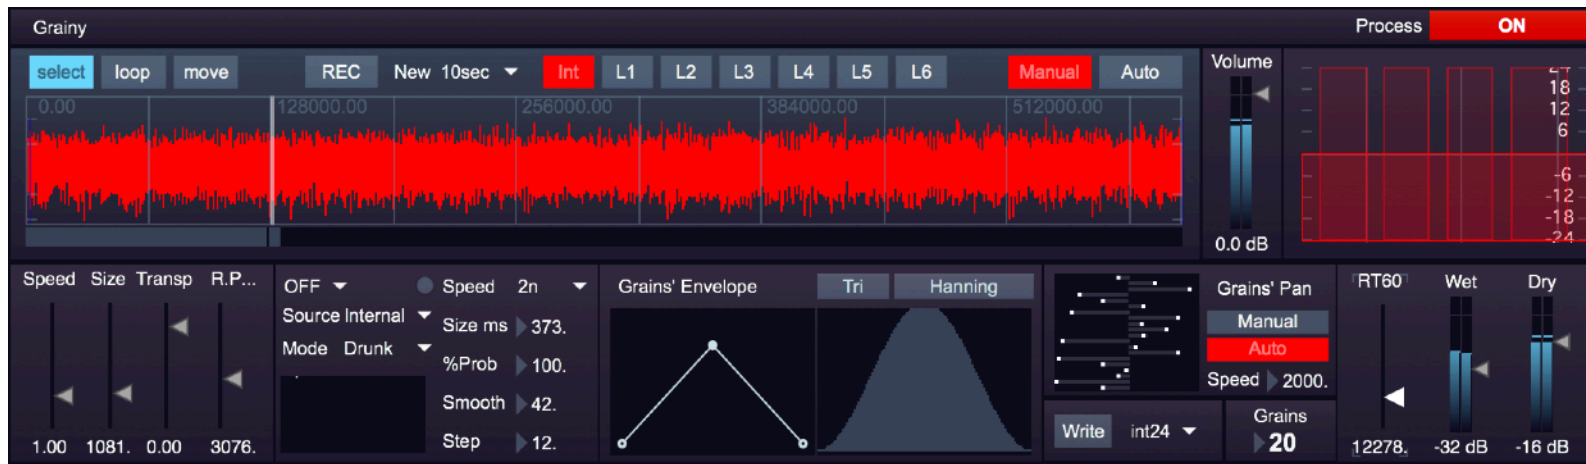 Grainy Process ON
select loop move REC New 10sec Int L1 L2 L3 L4 L5 L6 Manual Auto Volume
0.00 128000.00 256000.00 384000.00 512000.00
18
12
6
-6
-12
-18
-24
0.0 dB
Speed Size Transp R.P...
1.00 1081. 0.00 3076.
OFF Speed 2n
Source Internal Size ms 373.
Mode Drunk %Prob 100.
Smooth 42.
Step 12.
Grains' Envelope Tri Hanning
Grains' Pan
Manual
Auto
Speed 2000.
Write int24
Grains
20
RT60 Wet Dry
12278. -32 dB -16 dB